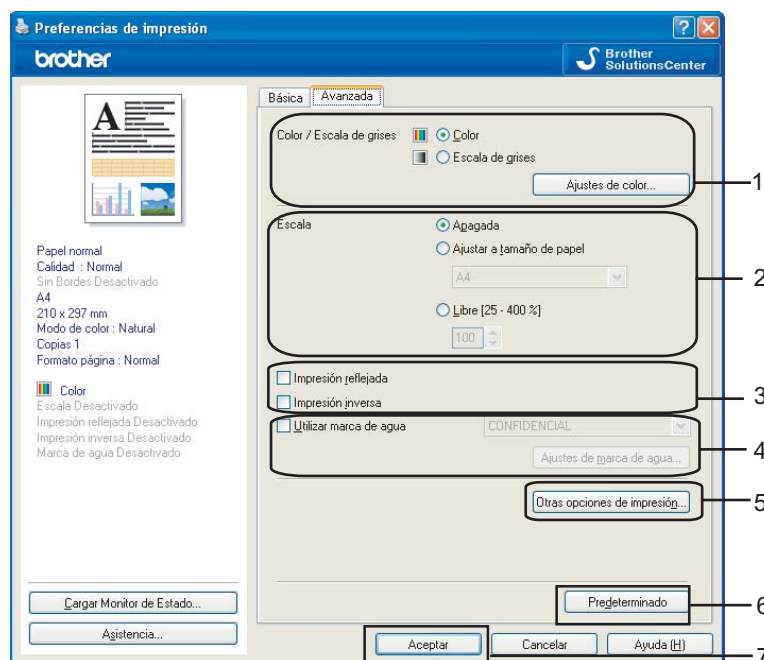 Preferencias de impresión
brother
Brother
SolutionsCenter
Básica
Avanzada
A
Papel normal
Calidad : Normal
Sin Bordes Desactivado
A4
210 x 297 mm
Modo de color : Natural
Copias 1
Formato página : Normal
Color
Escala Desactivado
Impresión reflejada Desactivado
Impresión inversa Desactivado
Marca de agua Desactivado
Cargar Monitor de Estado...
Asistencia...
Color / Escala de grises
Color
Escala de grises
Ajustes de color...
1
Escala
Apagada
Ajustar a tamaño de papel
A4
Libre [25 - 400 %]
100
2
Impresión reflejada
Impresión inversa
3
Utilizar marca de agua
CONFIDENCIAL
Ajustes de marca de agua...
4
Otras opciones de impresión...
5
Predeterminado
6
Aceptar
Cancelar
Ayuda (H)
7